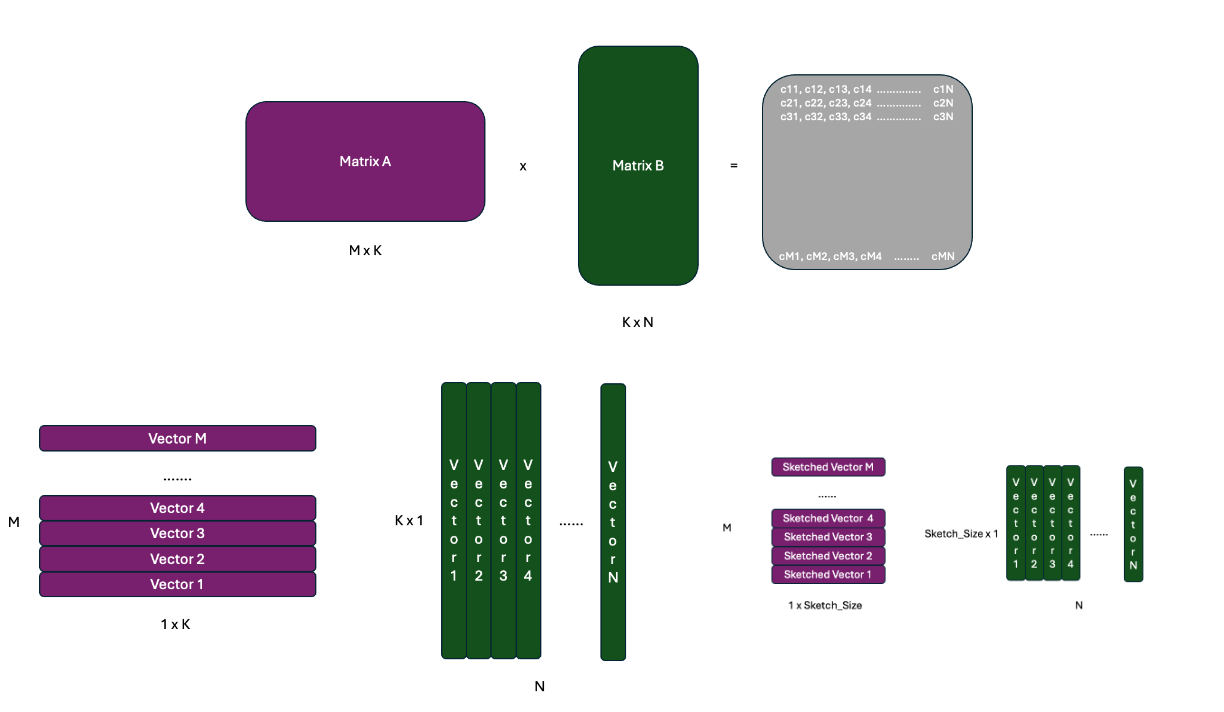 Matrix A
x
Matrix B
=
c11, c12, c13, c14 ............. c1N
c21, c22, c23, c24 ............. c2N
c31, c32, c33, c34 ............. c3N
cM1, cM2, cM3, cM4 ........ cMN
M x K
K x N
Vector M
.......
Vector 4
Vector 3
Vector 2
Vector 1
M
1 x K
K x 1
Vector1
Vector2
Vector3
Vector4
......
VectorN
N
Sketched Vector M
......
Sketched Vector 4
Sketched Vector 3
Sketched Vector 2
Sketched Vector 1
M
1 x Sketch_Size
Sketch_Size x 1
Vector1
Vector2
Vector3
Vector4
......
VectorN
N